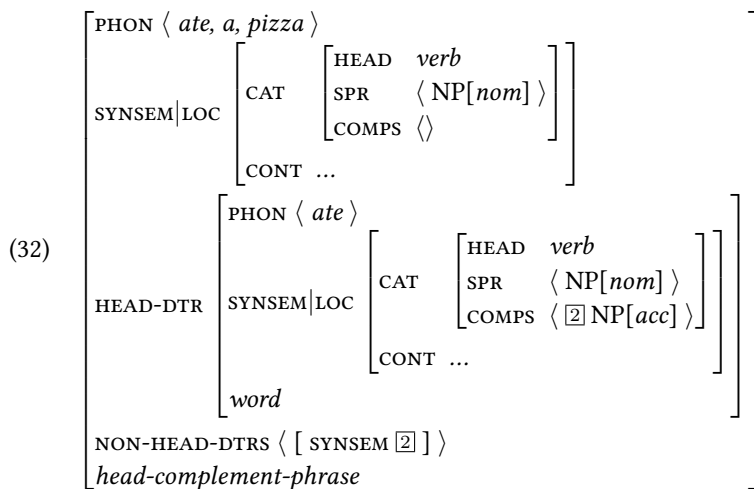 PHON ⟨ ate, a, pizza ⟩
HEAD verb
SPR ⟨ NP[nom] ⟩
COMPS ⟨⟩
SYNSEM|LOC CAT
CONT ...
PHON ⟨ ate ⟩
HEAD verb
SPR ⟨ NP[nom] ⟩
COMPS ⟨ 2 NP[acc] ⟩
(32) HEAD-DTR SYNSEM|LOC CAT
CONT ...
word
NON-HEAD-DTRS ⟨ [ SYNSEM 2 ] ⟩
head-complement-phrase